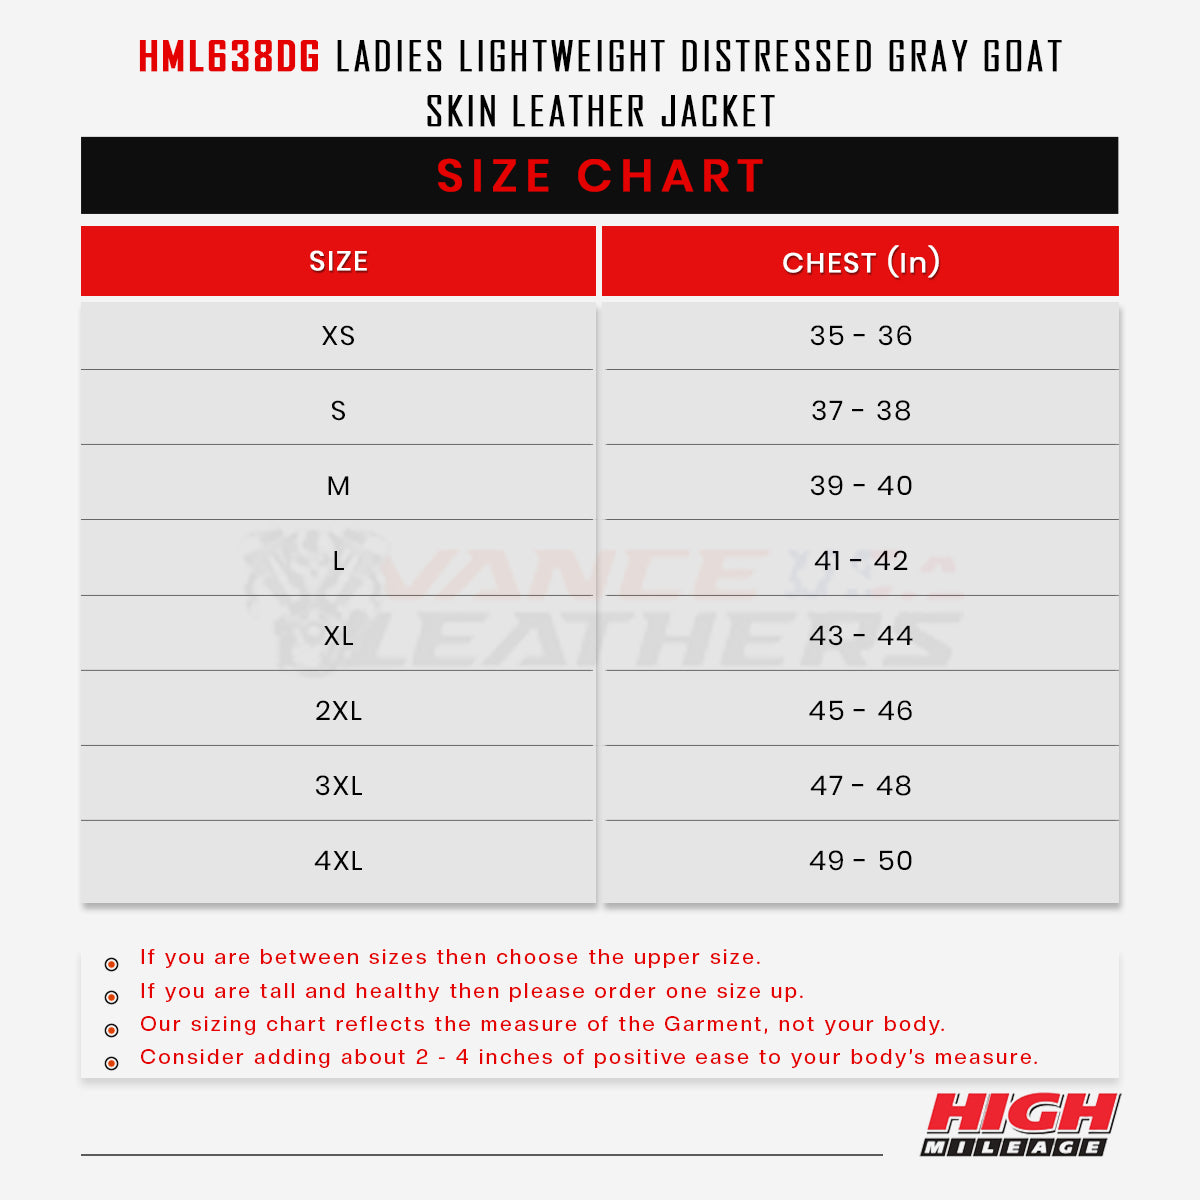 HML638DG LADIES LIGHTWEIGHT DISTRESSED GRAY GOAT
SKIN LEATHER JACKET
SIZE CHART
SIZE CHEST (In)
XS 35 - 36
S 37 - 38
M 39 - 40
L 41 - 42
XL 43 - 44
2XL 45 - 46
3XL 47 - 48
4XL 49 - 50
VANCE
LEATHERS
If you are between sizes then choose the upper size.
If you are tall and healthy then please order one size up.
Our sizing chart reflects the measure of the Garment, not your body.
Consider adding about 2 - 4 inches of positive ease to your body's measure.
HIGH
MILEAGE